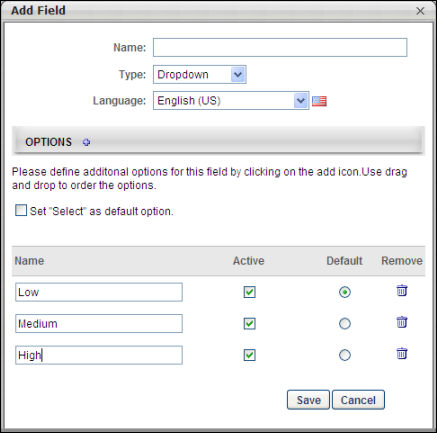 Add Field
Name:
Type: Dropdown
Language: English (US)
OPTIONS
Please define additonal options for this field by clicking on the add icon.Use drag
and drop to order the options.
Set "Select" as default option.
Name Active Default Remove
Low
Medium
High
Save Cancel